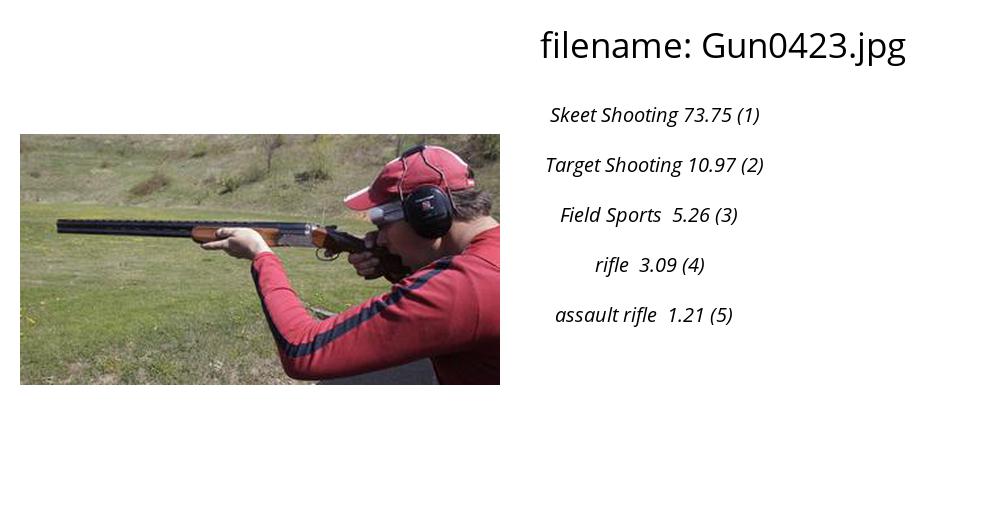 filename: Gun0423.jpg
Skeet Shooting 73.75 (1)
Target Shooting 10.97 (2)
Field Sports 5.26 (3)
rifle 3.09 (4)
assault rifle 1.21 (5)